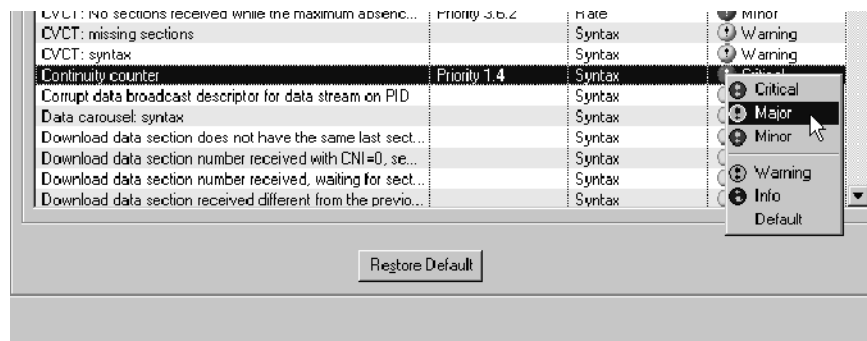 CVCT: No sections received while the maximum absenc... Priority 3.6.2 Rate Minor
CVCT: missing sections Syntax Warning
CVCT: syntax Syntax Warning
Continuity counter Priority 1.4 Syntax Critical
Corrupt data broadcast descriptor for data stream on PID Syntax
Data carousel: syntax Syntax
Download data section does not have the same last sect... Syntax
Download data section number received with CNI=0, se... Syntax
Download data section number received, waiting for sect... Syntax
Download data section received different from the previo... Syntax
Critical
Major
Minor
Warning
Info
Default
Restore Default